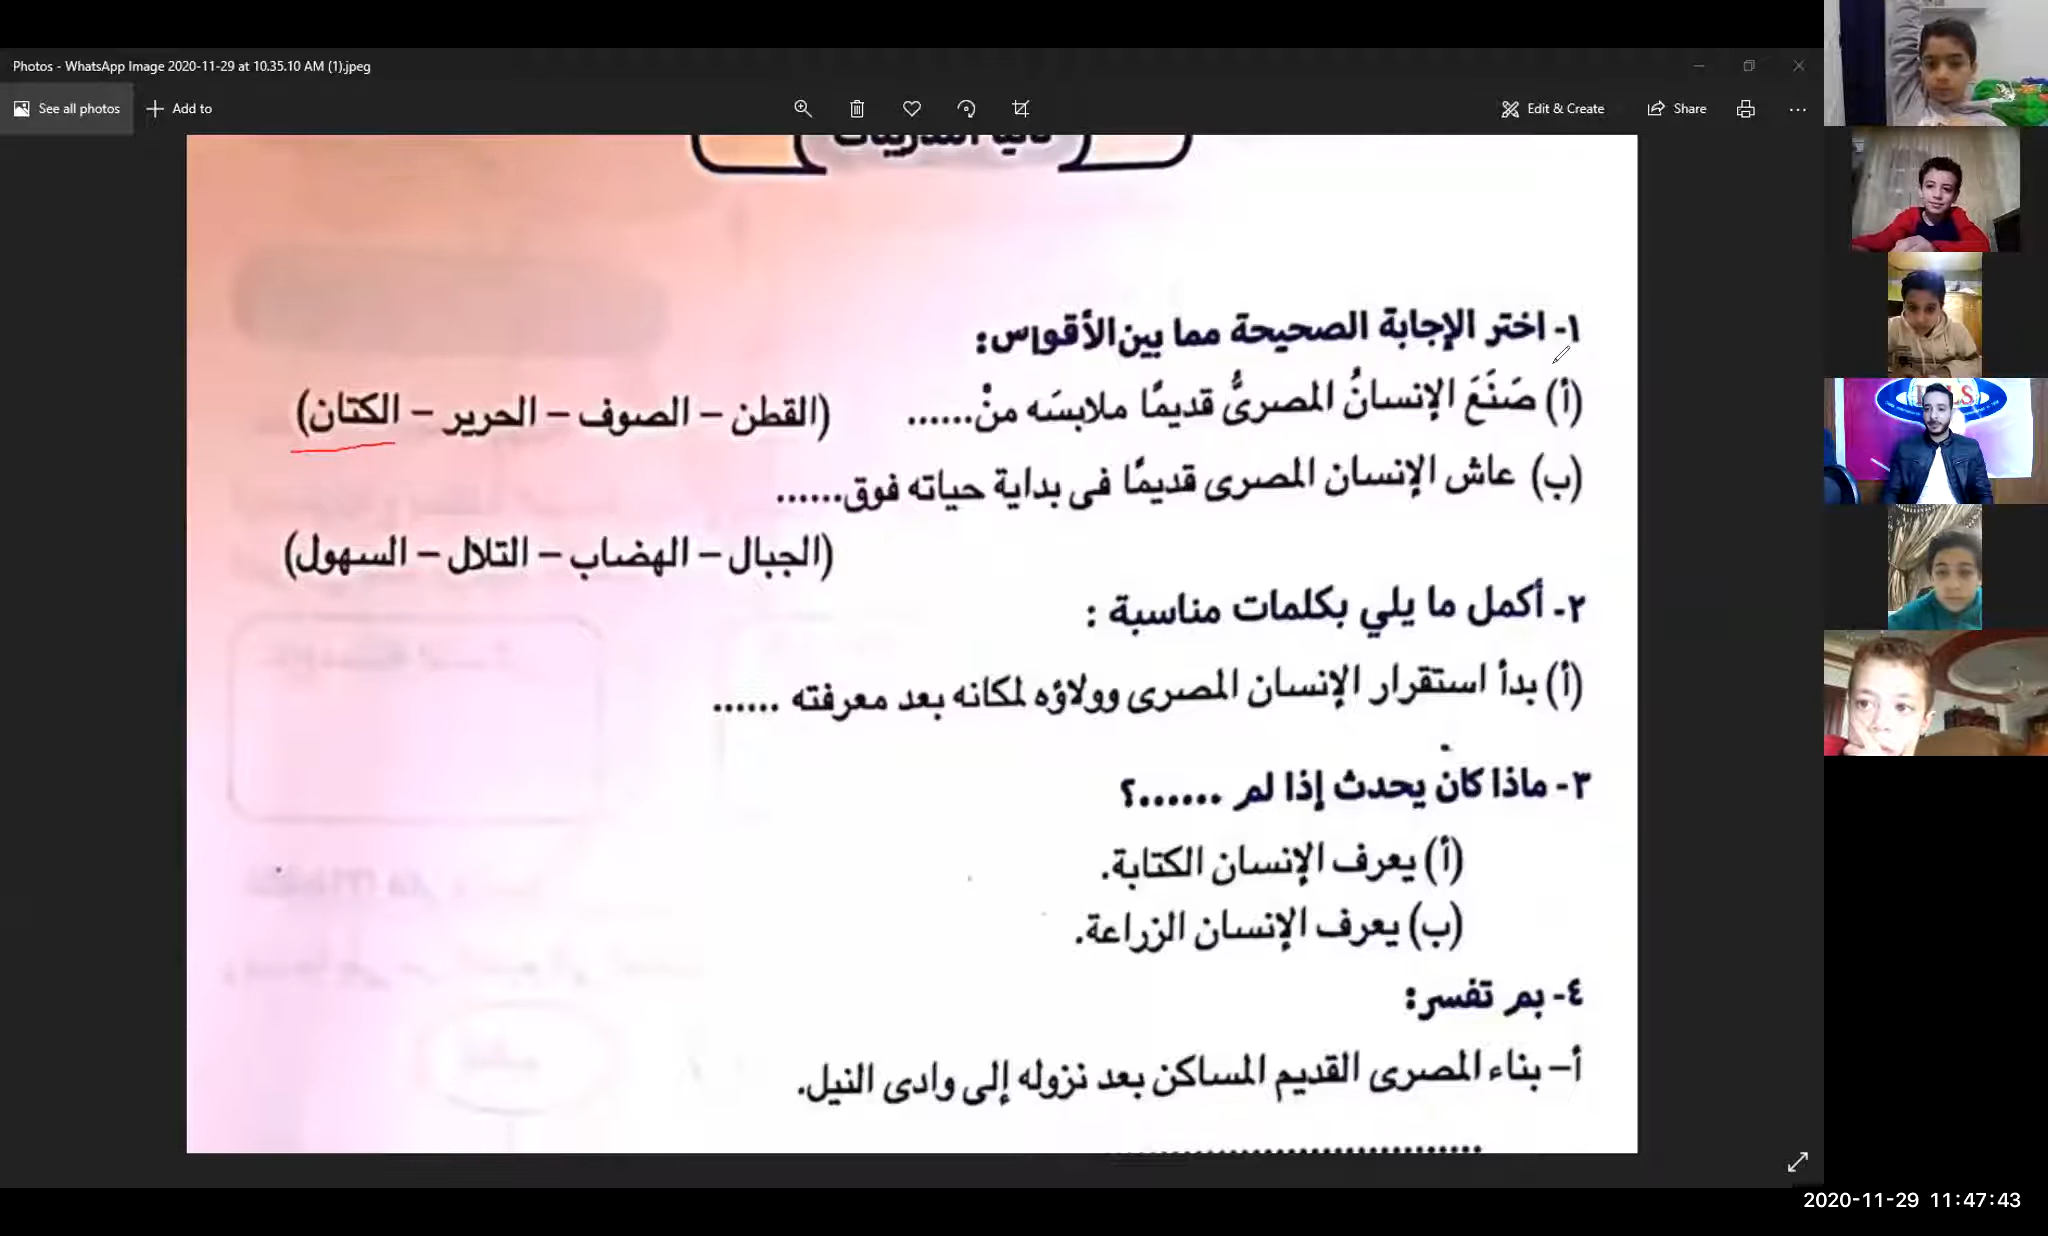 Photos - WhatsApp Image 2020-11-29 at 10.35.10 AM (1).jpeg
See all photos
Add to
Edit & Create
Share
ثانيا التدريبات
١- اختر الإجابة الصحيحة مما بين الأقواس:
(أ) صَنَعَ الإنسانُ المصرىُّ قديمًا ملابسَه منْ...... (القطن – الصوف – الحرير – الكتان)
(ب) عاش الإنسان المصرى قديمًا فى بداية حياته فوق......
(الجبال – الهضاب – التلال – السهول)
٢- أكمل ما يلي بكلمات مناسبة :
(أ) بدأ استقرار الإنسان المصرى وولاؤه لمكانه بعد معرفته ......
٣- ماذا كان يحدث إذا لم ......؟
(أ) يعرف الإنسان الكتابة.
(ب) يعرف الإنسان الزراعة.
٤- بم تفسر:
أ– بناء المصرى القديم المساكن بعد نزوله إلى وادى النيل.
..............................
2020-11-29 11:47:43